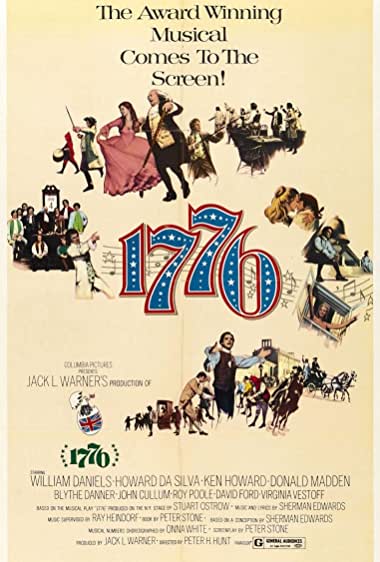 The Award Winning
Musical
Comes To The
Screen!
1776
COLUMBIA PICTURES
PRESENTS
JACK L. WARNER'S PRODUCTION OF
1776
STARRING
WILLIAM DANIELS · HOWARD DA SILVA · KEN HOWARD · DONALD MADDEN
BLYTHE DANNER · JOHN CULLUM · ROY POOLE · DAVID FORD · VIRGINIA VESTOFF
BASED ON THE MUSICAL PLAY "1776" PRODUCED ON THE N.Y. STAGE BY STUART OSTROW · MUSIC AND LYRICS BY SHERMAN EDWARDS
MUSIC SUPERVISED BY RAY HEINDORF · BOOK BY PETER STONE · BASED ON A CONCEPTION BY SHERMAN EDWARDS
MUSICAL NUMBERS CHOREOGRAPHED BY ONNA WHITE · SCREENPLAY BY PETER STONE
PRODUCED BY JACK L. WARNER · DIRECTED BY PETER H. HUNT
G GENERAL AUDIENCES